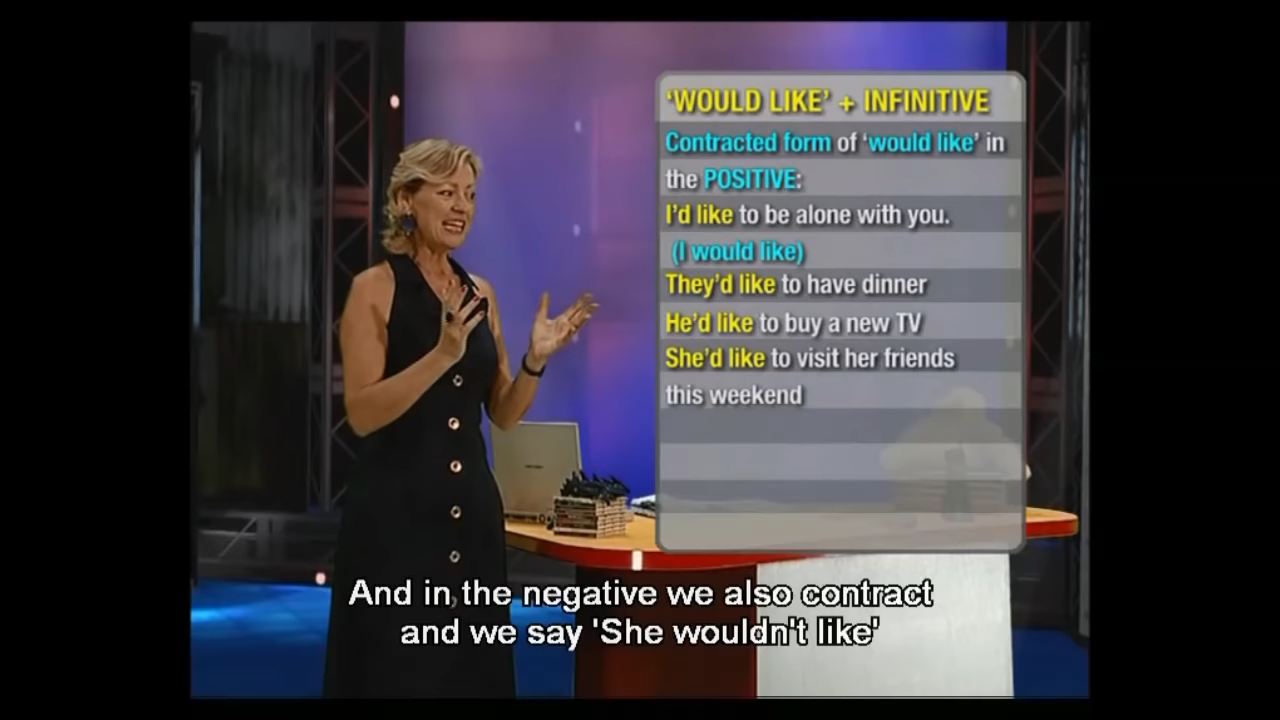 'WOULD LIKE' + INFINITIVE
Contracted form of 'would like' in
the POSITIVE:
I'd like to be alone with you.
(I would like)
They'd like to have dinner
He'd like to buy a new TV
She'd like to visit her friends
this weekend
And in the negative we also contract
and we say 'She wouldn't like'